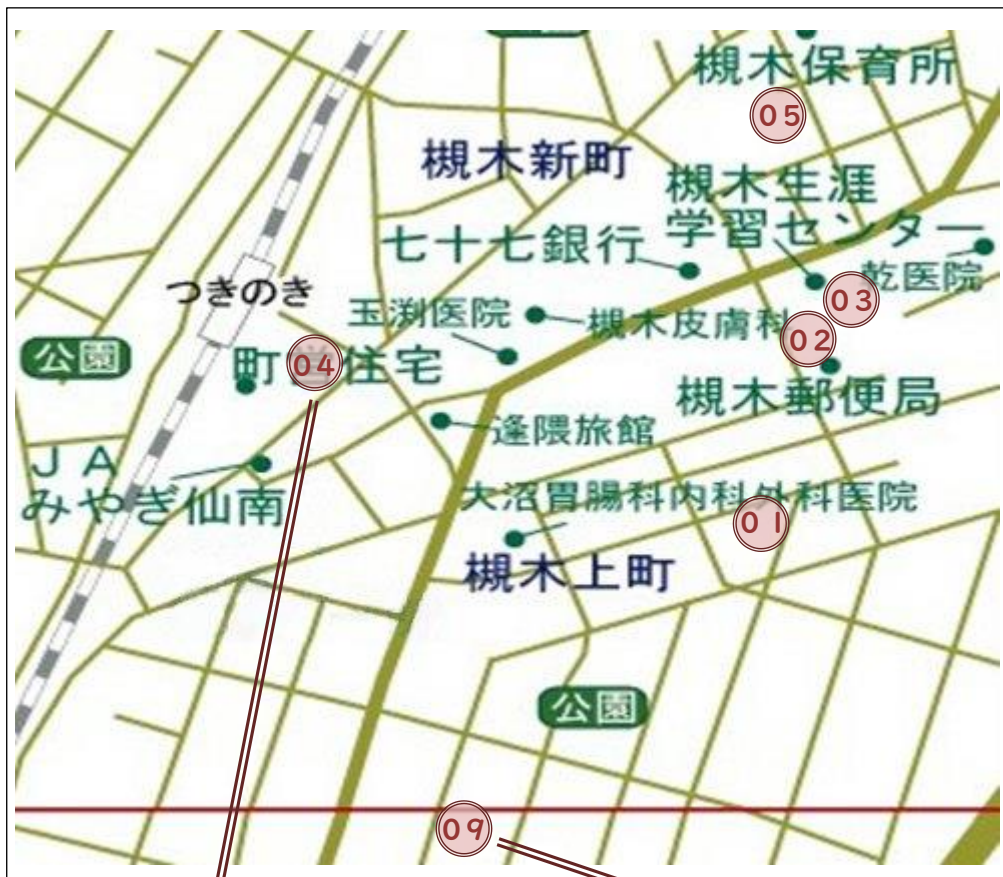 槻木保育所
05
槻木新町
槻木生涯
学習センター
七十七銀行
乾医院
つきのき
03
玉渕医院
槻木皮膚科
02
公園
町
04
住宅
槻木郵便局
逢隈旅館
JA
みやぎ仙南
大沼胃腸科内科外科医院
01
槻木上町
公園
09